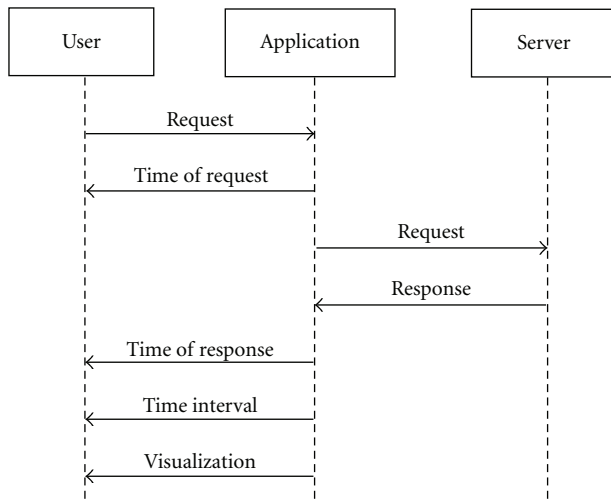 User
Application
Server
Request
Time of request
Request
Response
Time of response
Time interval
Visualization